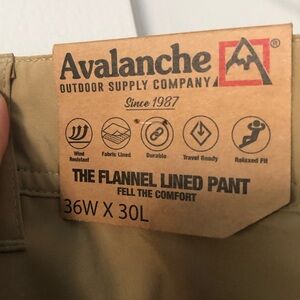 Avalanche ®
OUTDOOR SUPPLY COMPANY
Since 1987
Wind Resistant
Fabric Lined
Durable
Travel Ready
Relaxed Fit
THE FLANNEL LINED PANT
FELL THE COMFORT
36W X 30L